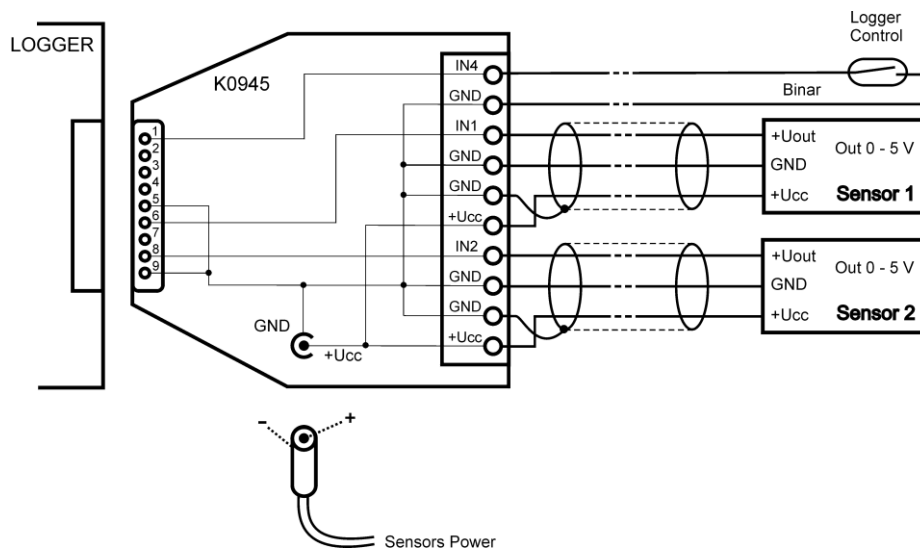 LOGGER
K0945
1
2
3
4
5
6
7
8
9
GND
+Ucc
IN4
GND
IN1
GND
GND
+Ucc
IN2
GND
GND
+Ucc
Logger
Control
Binar
+Uout
GND
+Ucc
Out 0 - 5 V
Sensor 1
+Uout
GND
+Ucc
Out 0 - 5 V
Sensor 2
- +
Sensors Power